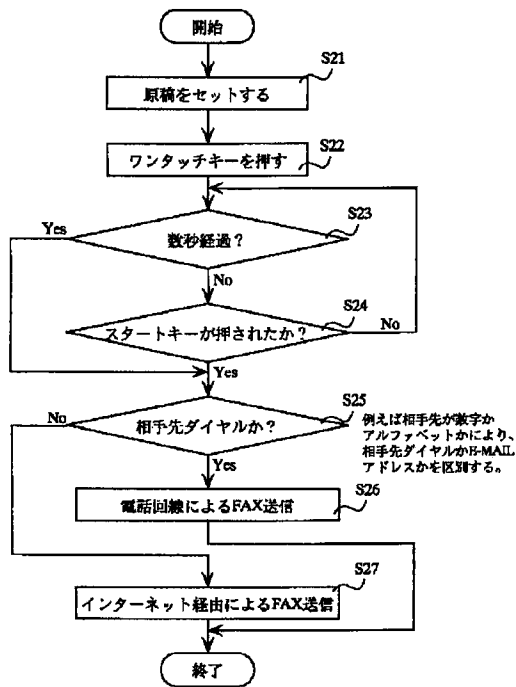 開始
S21
原稿をセットする
S22
ワンタッチキーを押す
S23
Yes
数秒経過？
No
S24
スタートキーが押されたか？
No
Yes
S25
No
相手先ダイヤルか？
例えば相手先が数字か
アルファベットかにより、
相手先ダイヤルかE-MAIL
アドレスかを区別する。
Yes
S26
電話回線によるFAX送信
S27
インターネット経由によるFAX送信
終了